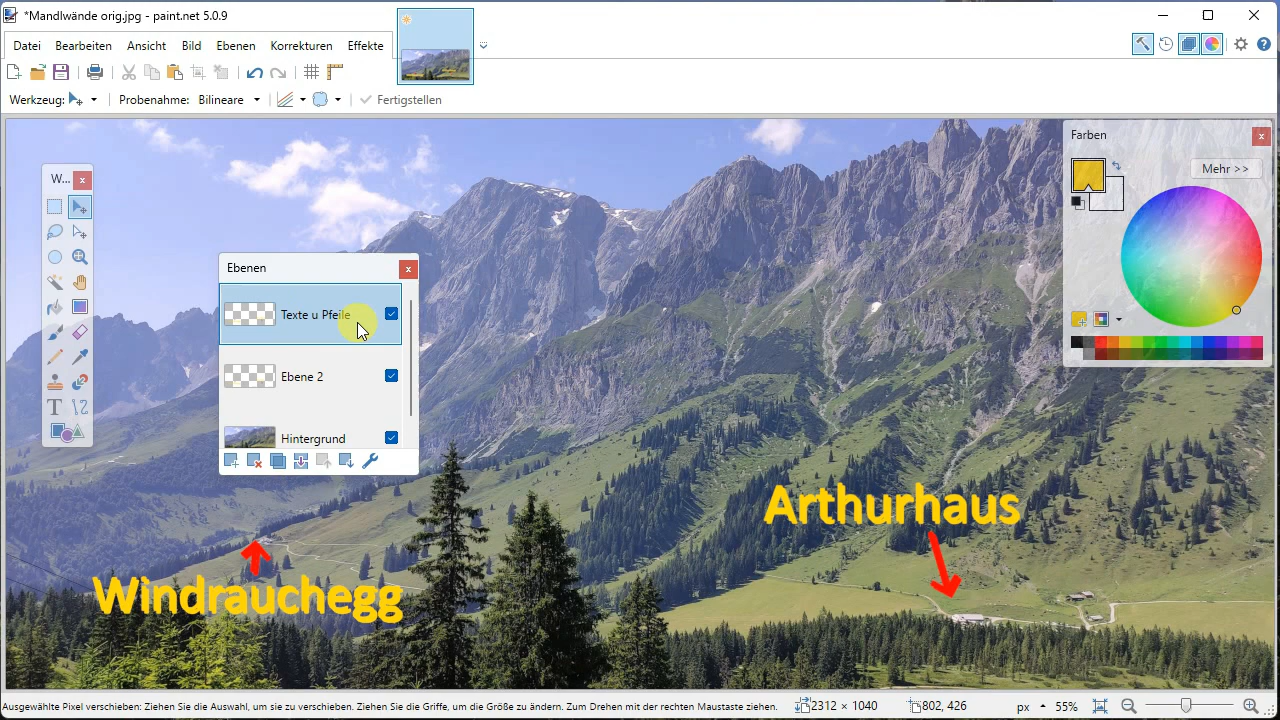 *Mandlwände orig.jpg - paint.net 5.0.9
Datei Bearbeiten Ansicht Bild Ebenen Korrekturen Effekte
Werkzeug: Probenahme: Bilineare Fertigstellen
Farben
W...
Mehr >>
Ebenen
Texte u Pfeile
Ebene 2
Hintergrund
Arthurhaus
Windrauchegg
Ausgewählte Pixel verschieben: Ziehen Sie die Auswahl, um sie zu verschieben. Ziehen Sie die Griffe, um die Größe zu ändern. Zum Drehen mit der rechten Maustaste ziehen. 2312 × 1040 802, 426 px 55%